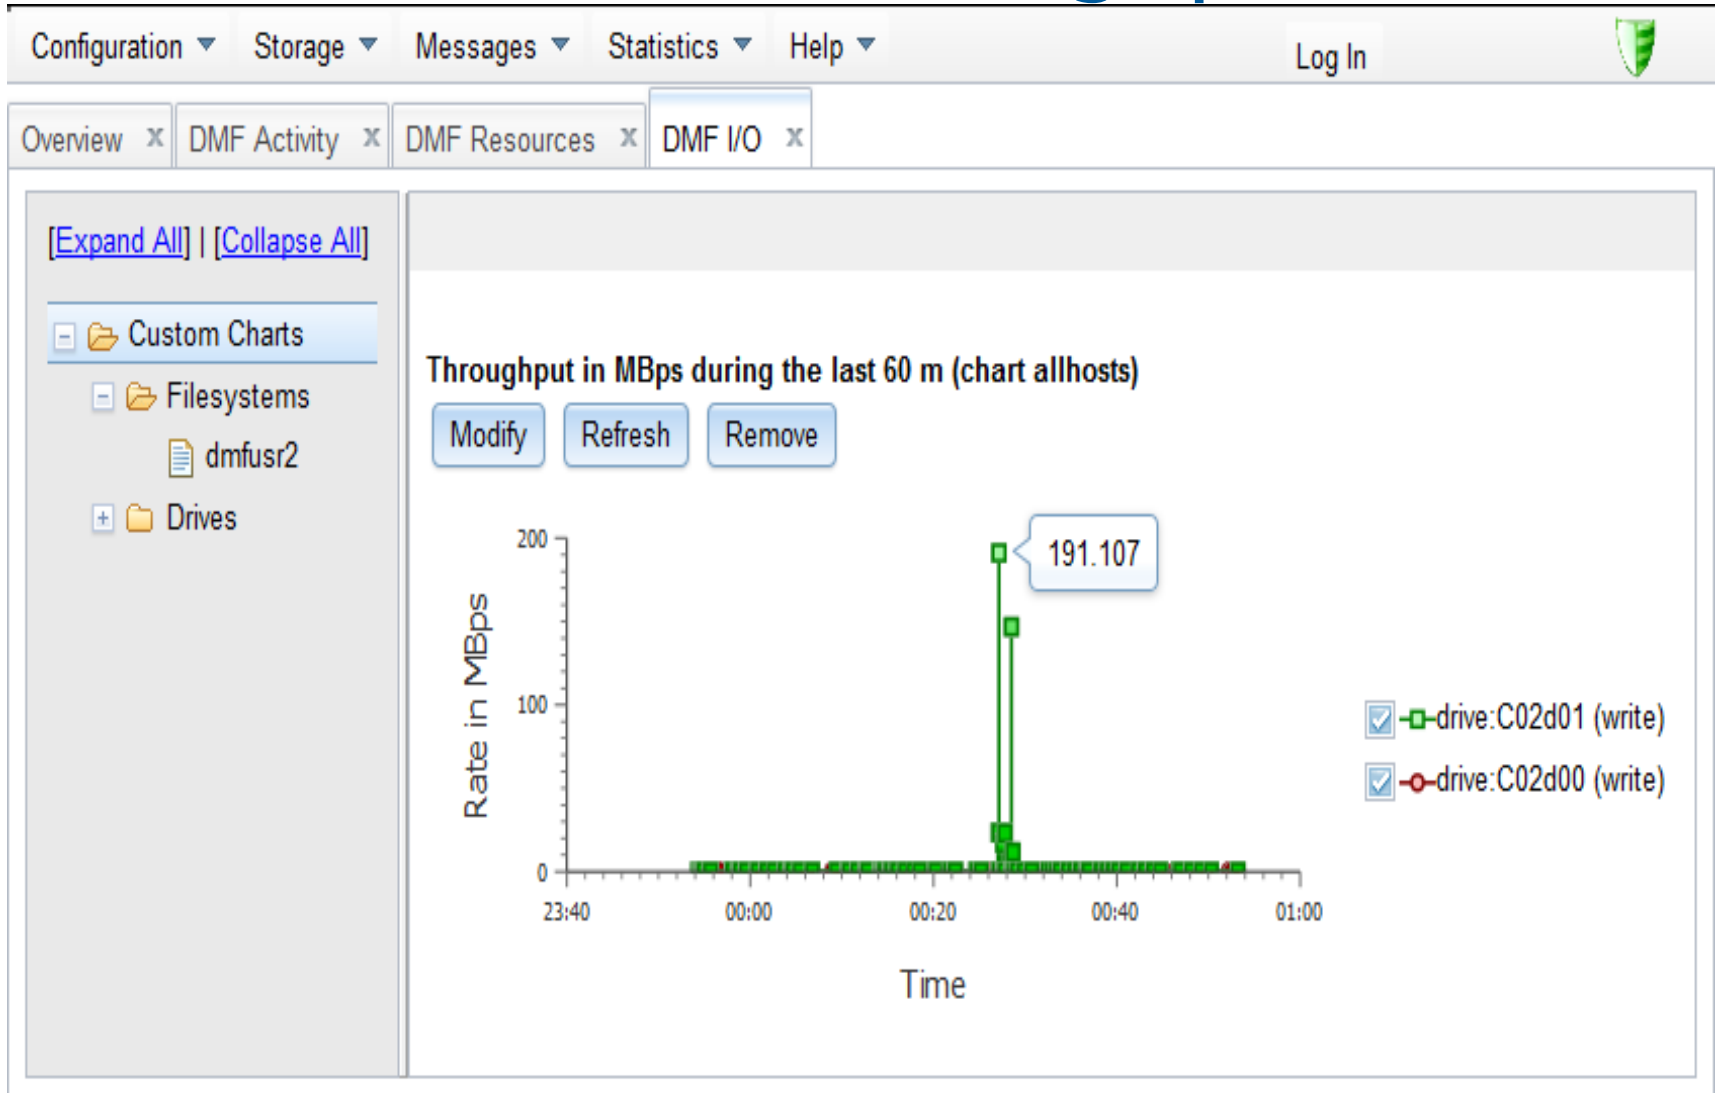 Configuration Storage Messages Statistics Help Log In
Overview x DMF Activity x DMF Resources x DMF I/O x
[Expand All] | [Collapse All]
Custom Charts
Filesystems
dmfusr2
Drives
Throughput in MBps during the last 60 m (chart allhosts)
Modify Refresh Remove
Rate in MBps
200
100
0
191.107
23:40 00:00 00:20 00:40 01:00
Time
drive:C02d01 (write)
drive:C02d00 (write)